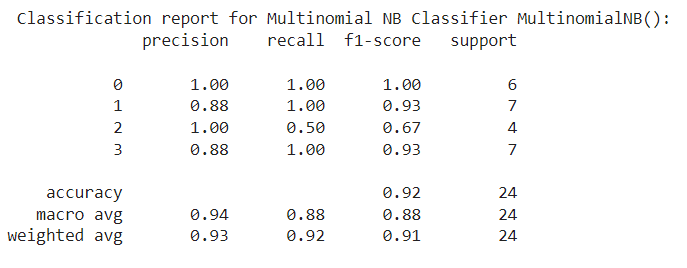 Classification report for Multinomial NB Classifier MultinomialNB():
precision recall f1-score support
0 1.00 1.00 1.00 6
1 0.88 1.00 0.93 7
2 1.00 0.50 0.67 4
3 0.88 1.00 0.93 7
accuracy 0.92 24
macro avg 0.94 0.88 0.88 24
weighted avg 0.93 0.92 0.91 24